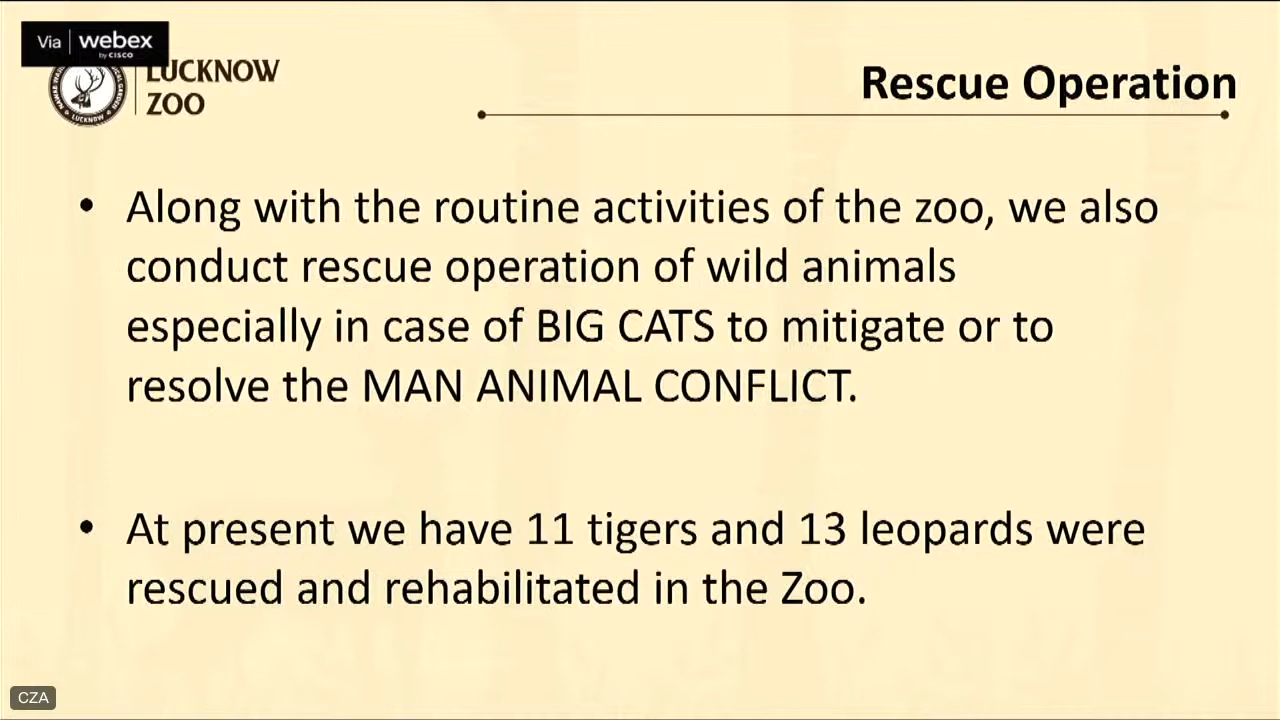 Via webex
by CISCO
LUCKNOW
ZOO
LUCKNOW
Rescue Operation
• Along with the routine activities of the zoo, we also
conduct rescue operation of wild animals
especially in case of BIG CATS to mitigate or to
resolve the MAN ANIMAL CONFLICT.
• At present we have 11 tigers and 13 leopards were
rescued and rehabilitated in the Zoo.
CZA